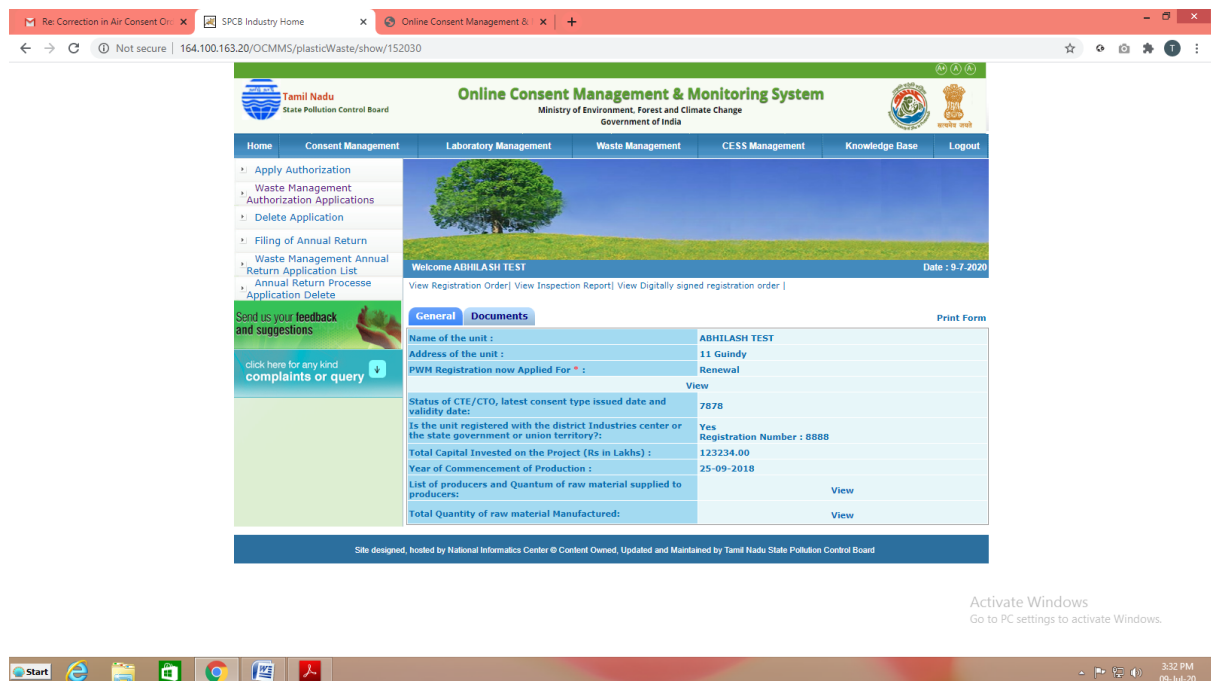 Re: Correction in Air Consent Ord
SPCB Industry Home
Online Consent Management &
Not secure | 164.100.163.20/OCMMS/plasticWaste/show/152030
T
A+ A A-
Tamil Nadu
State Pollution Control Board
Online Consent Management & Monitoring System
Ministry of Environment, Forest and Climate Change
Government of India
सत्यमेव जयते
Home Consent Management Laboratory Management Waste Management CESS Management Knowledge Base Logout
Apply Authorization
Waste Management
Authorization Applications
Delete Application
Filing of Annual Return
Waste Management Annual
Return Application List
Annual Return Processe
Application Delete
Send us your feedback
and suggestions
click here for any kind
complaints or query
Welcome ABHILASH TEST Date : 9-7-2020
View Registration Order| View Inspection Report| View Digitally signed registration order |
General Documents Print Form
Name of the unit : ABHILASH TEST
Address of the unit : 11 Guindy
PWM Registration now Applied For * : Renewal
View
Status of CTE/CTO, latest consent type issued date and
validity date: 7878
Is the unit registered with the district Industries center or
the state government or union territory?: Yes
Registration Number : 8888
Total Capital Invested on the Project (Rs in Lakhs) : 123234.00
Year of Commencement of Production : 25-09-2018
List of producers and Quantum of raw material supplied to
producers: View
Total Quantity of raw material Manufactured: View
Site designed, hosted by National Informatics Center © Content Owned, Updated and Maintained by Tamil Nadu State Pollution Control Board
Activate Windows
Go to PC settings to activate Windows.
Start
3:32 PM
09-Jul-20